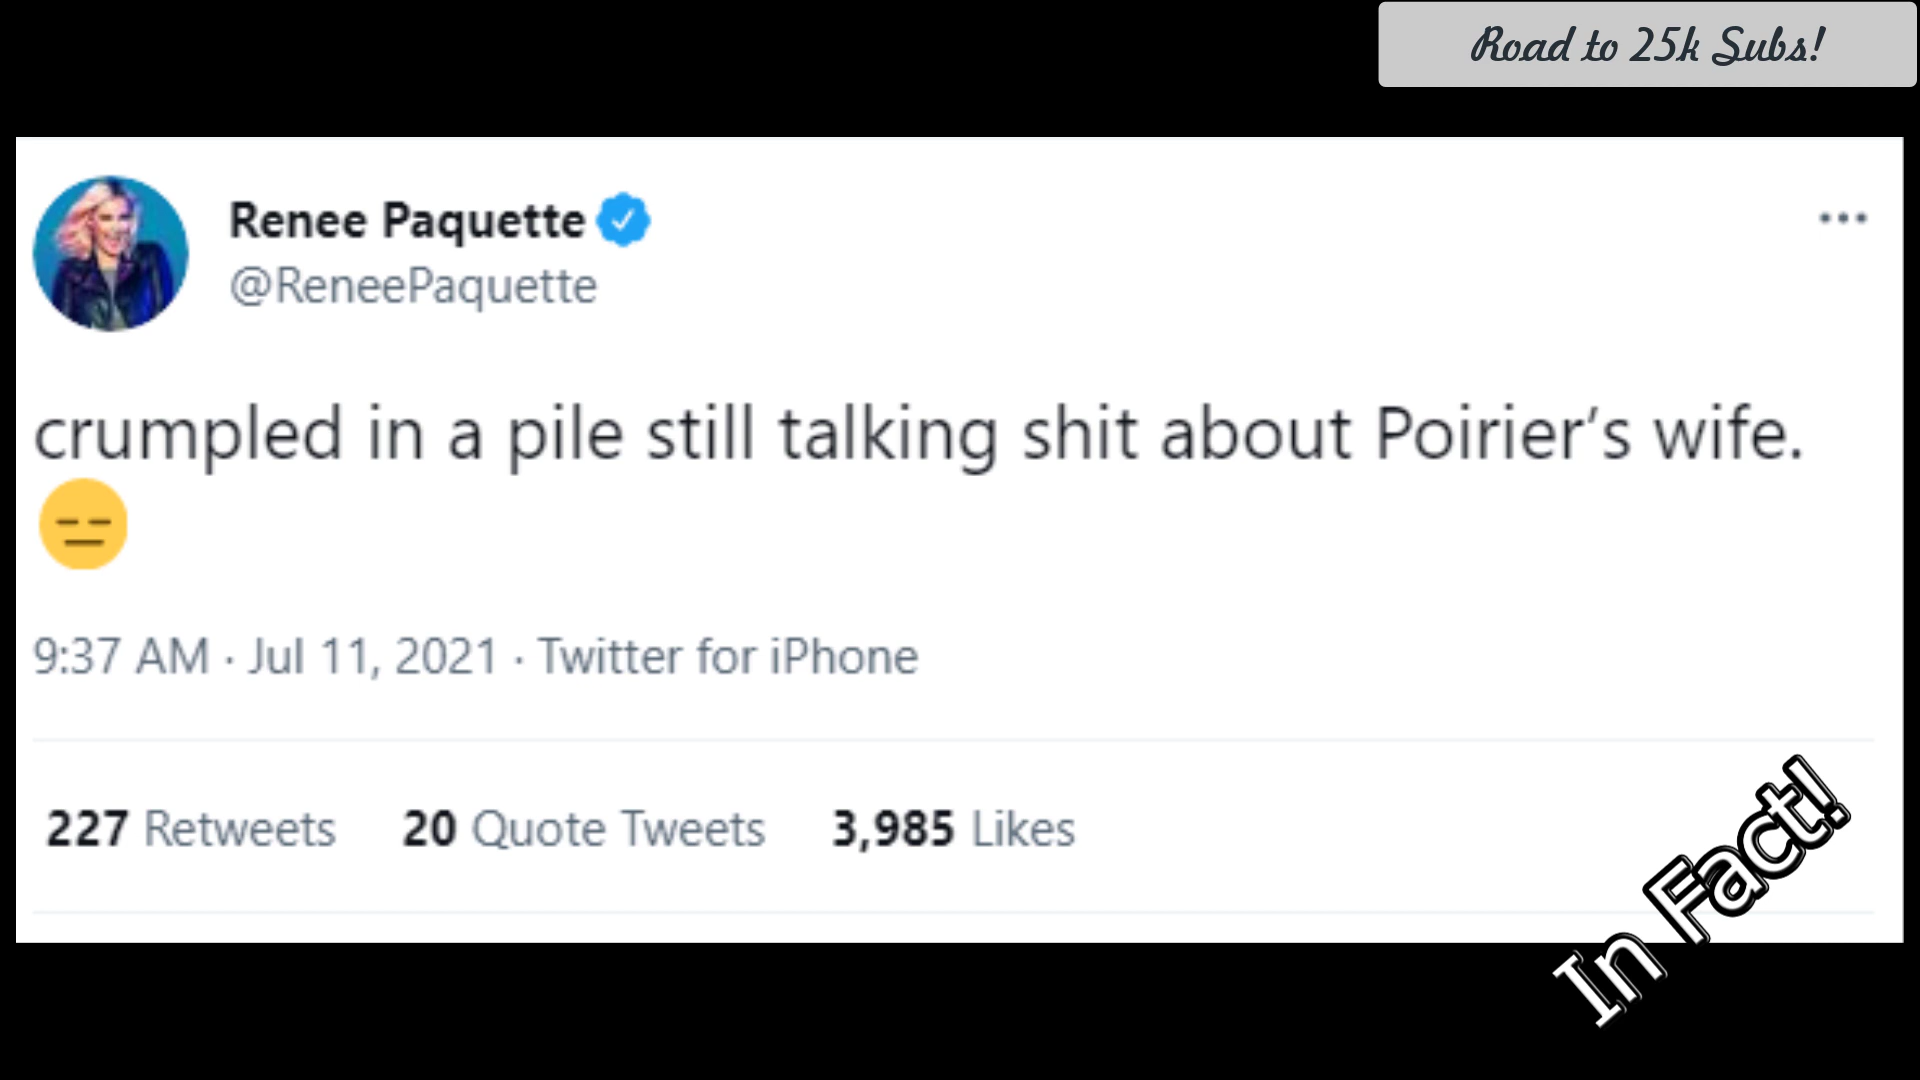 Road to 25k Subs!
Renee Paquette
@ReneePaquette
crumpled in a pile still talking shit about Poirier’s wife.
😑
9:37 AM · Jul 11, 2021 · Twitter for iPhone
227 Retweets 20 Quote Tweets 3,985 Likes
In Fact!